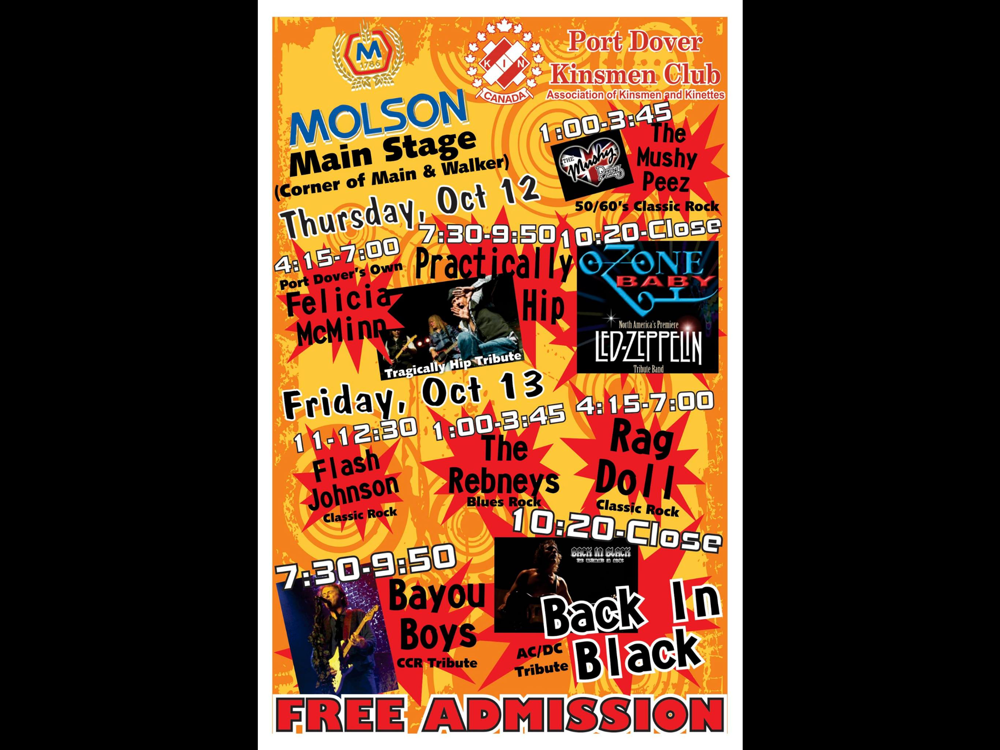 M
1786
KIN
CANADA
Port Dover
Kinsmen Club
Association of Kinsmen and Kinettes
MOLSON
Main Stage
(Corner of Main & Walker)
Thursday, Oct 12
1:00-3:45
THE
Mushy
PEEZ
The
Mushy
Peez
50/60's Classic Rock
4:15-7:00
Port Dover's Own
Felicia
McMinn
7:30-9:50
Practically
Hip
Tragically Hip Tribute
10:20-Close
OZONE
BABY
North America's Premiere
LED-ZEPPELIN
Tribute Band
Friday, Oct 13
11-12:30
Flash
Johnson
Classic Rock
1:00-3:45
The
Rebneys
Blues Rock
4:15-7:00
Rag
Doll
Classic Rock
7:30-9:50
Bayou
Boys
CCR Tribute
10:20-Close
BACK IN BLACK
Back In
Black
AC/DC
Tribute
FREE ADMISSION